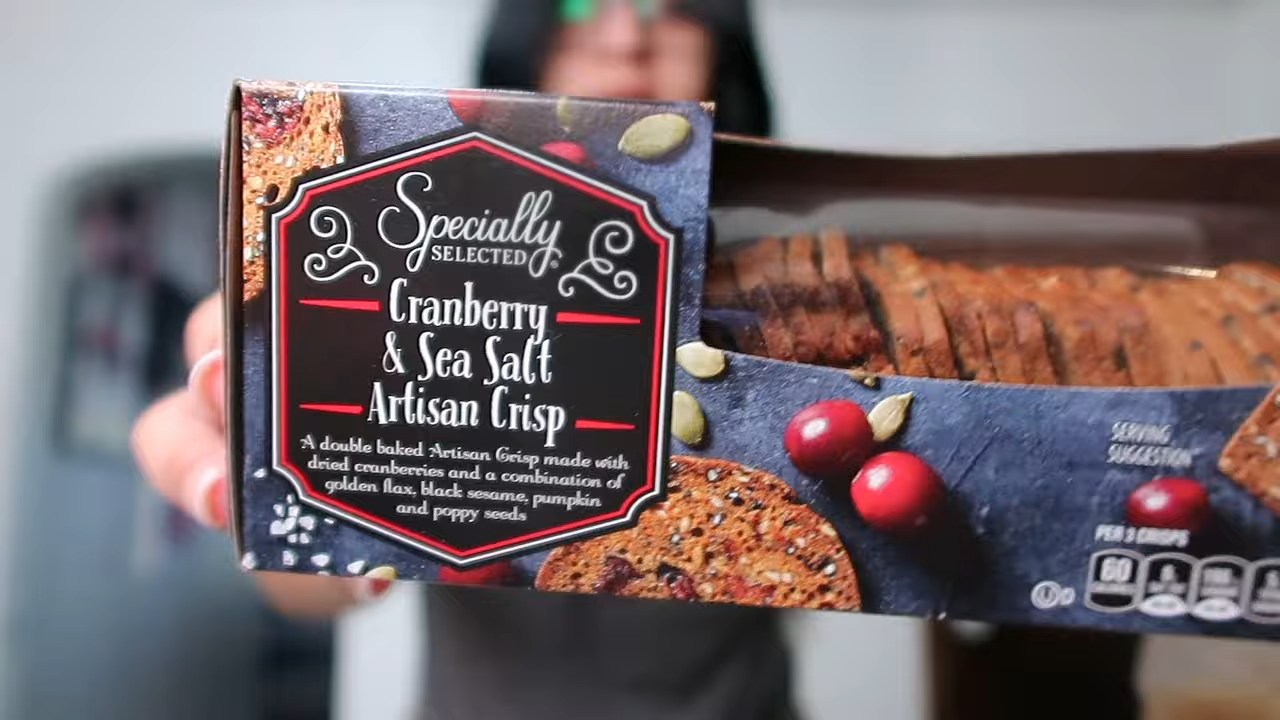 Specially
SELECTED®
Cranberry
& Sea Salt
Artisan Crisp
A double baked Artisan Crisp made with
dried cranberries and a combination of
golden flax, black sesame, pumpkin
and poppy seeds
SERVING
SUGGESTION
PER 3 CRISPS
60